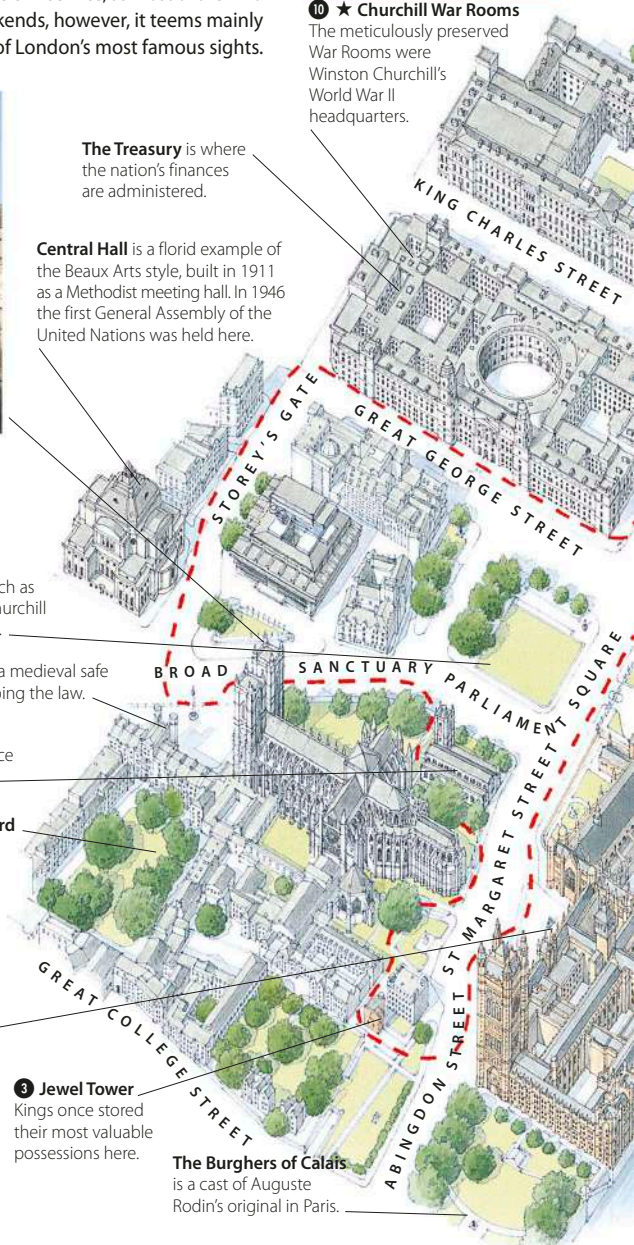 kends, however, it teems mainly
of London's most famous sights.
❿ ★ Churchill War Rooms
The meticulously preserved
War Rooms were
Winston Churchill's
World War II
headquarters.
The Treasury is where
the nation's finances
are administered.
KING CHARLES STREET
Central Hall is a florid example of
the Beaux Arts style, built in 1911
as a Methodist meeting hall. In 1946
the first General Assembly of the
United Nations was held here.
STOREY'S GATE
GREAT GEORGE STREET
ch as
urchill
a medieval safe
ping the law.
BROAD SANCTUARY
PARLIAMENT SQUARE
ce
rd
ST MARGARET STREET
GREAT COLLEGE STREET
ABINGDON STREET
❸ Jewel Tower
Kings once stored
their most valuable
possessions here.
The Burghers of Calais
is a cast of Auguste
Rodin's original in Paris.